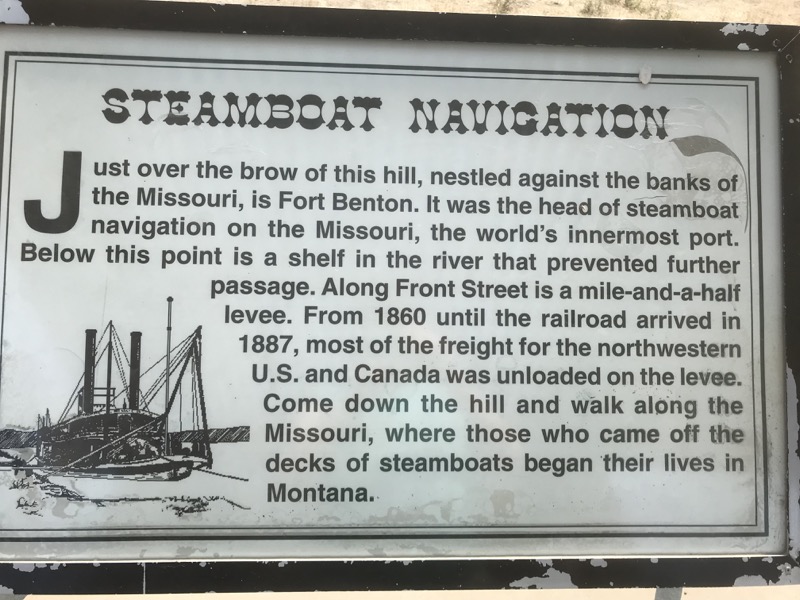 STEAMBOAT NAVIGATION
Just over the brow of this hill, nestled against the banks of
the Missouri, is Fort Benton. It was the head of steamboat
navigation on the Missouri, the world's innermost port.
Below this point is a shelf in the river that prevented further
passage. Along Front Street is a mile-and-a-half
levee. From 1860 until the railroad arrived in
1887, most of the freight for the northwestern
U.S. and Canada was unloaded on the levee.
Come down the hill and walk along the
Missouri, where those who came off the
decks of steamboats began their lives in
Montana.